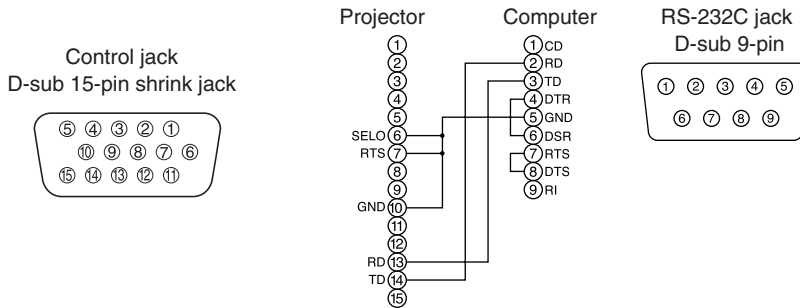 Control jack
D-sub 15-pin shrink jack
5 4 3 2 1
10 9 8 7 6
15 14 13 12 11
Projector
1
2
3
4
5
SELO 6
RTS 7
8
9
GND 10
11
12
RD 13
TD 14
15
Computer
1 CD
2 RD
3 TD
4 DTR
5 GND
6 DSR
7 RTS
8 DTS
9 RI
RS-232C jack
D-sub 9-pin
1 2 3 4 5
6 7 8 9